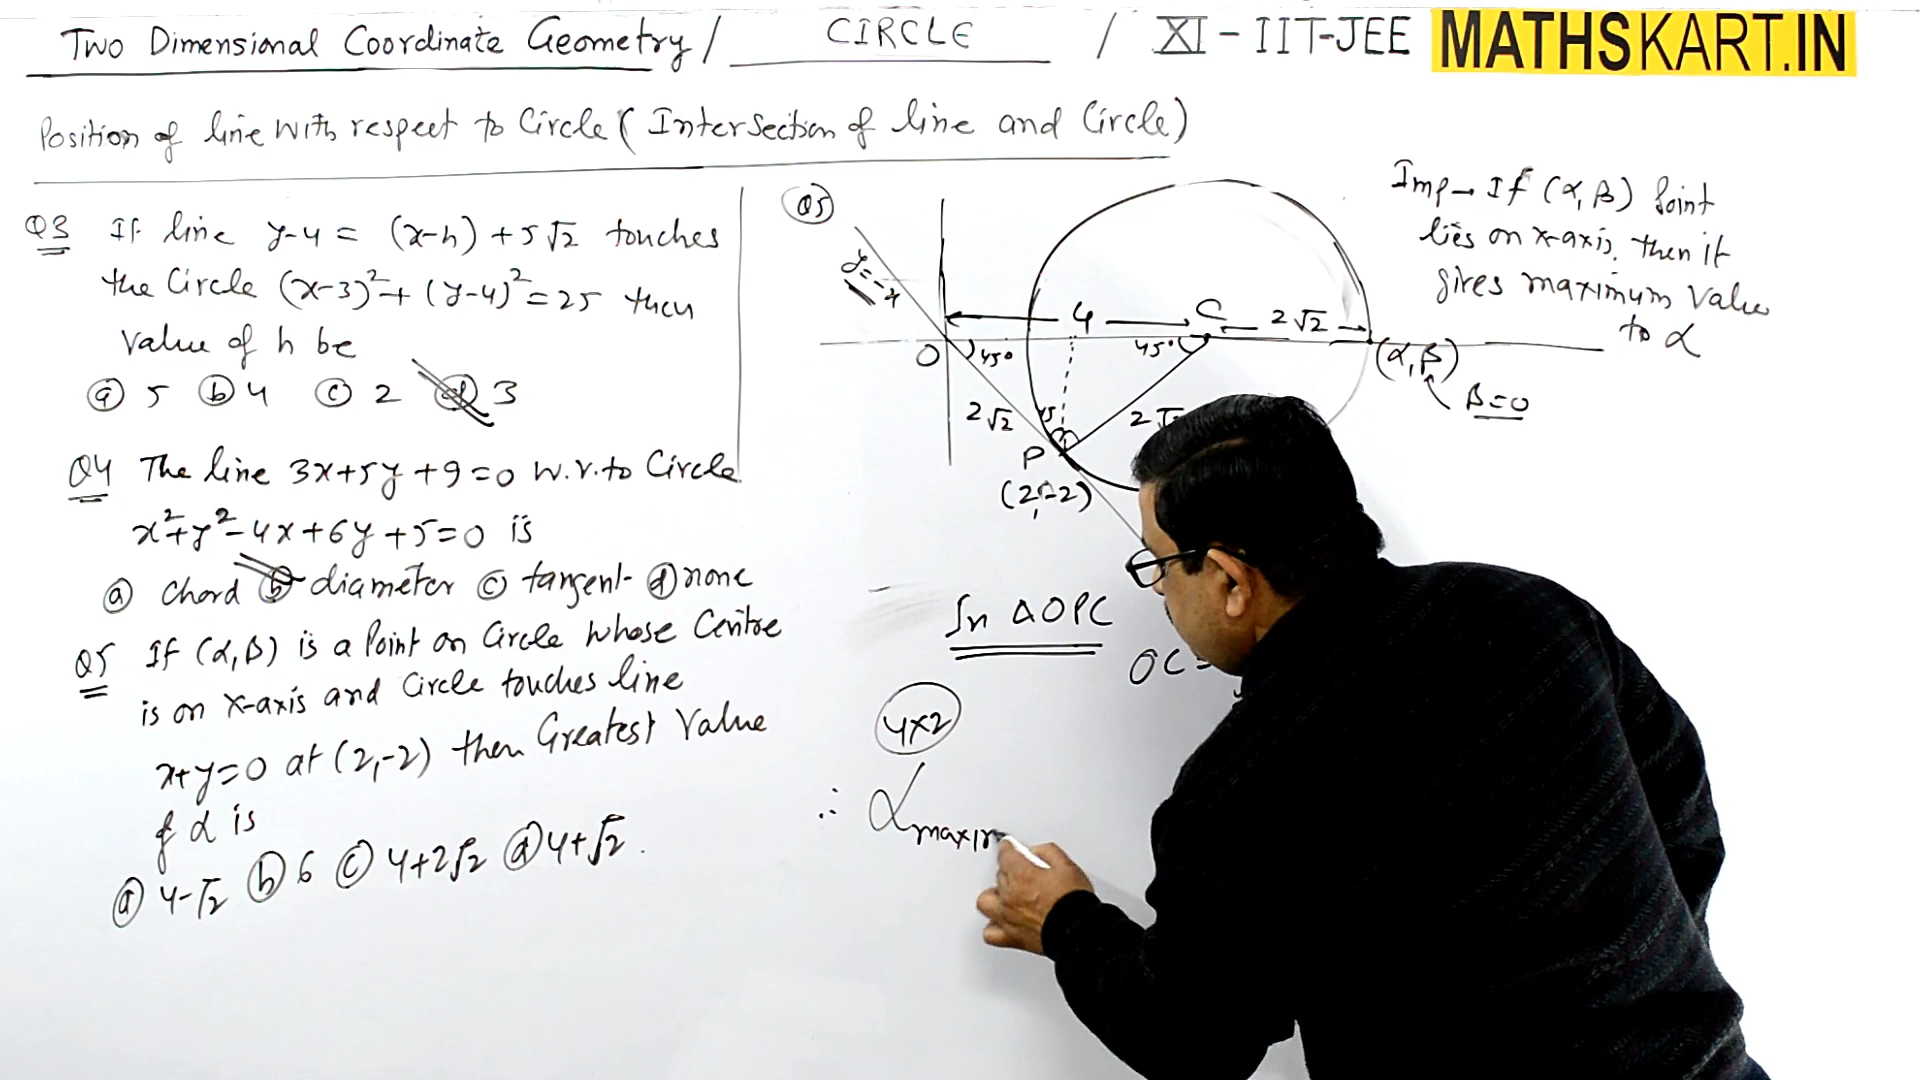 Two Dimensional Coordinate Geometry / CIRCLE / XI - IIT-JEE MATHSKART.IN
Position of line with respect to Circle ( Intersection of line and Circle)
Q3 If line y-4 = (x-h) + 5√2 touches
the Circle (x-3)²+(y-4)²=25 then
value of h be
ⓐ 5 ⓑ 4 ⓒ 2 ⓓ 3
Q4 The line 3x+5y+9=0 w.r.to Circle
x²+y²-4x+6y+5=0 is
ⓐ Chord ⓑ diameter ⓒ tangent ⓓ none
Q5 If (α,β) is a Point on Circle whose Centre
is on x-axis and Circle touches line
x+y=0 at (2,-2) then Greatest Value
of α is
ⓐ 4-√2 ⓑ 6 ⓒ 4+2√2 ⓓ 4+√2.
Q5
y=-x
4 C 2√2
O 45° 45° (α,β)
β=0
2√2 45 2
P
(2,-2)
Imp→ If (α,β) Point
lies on x-axis, then it
gives maximum value
to α
In ΔOPC
OC=
4×2
∴ α